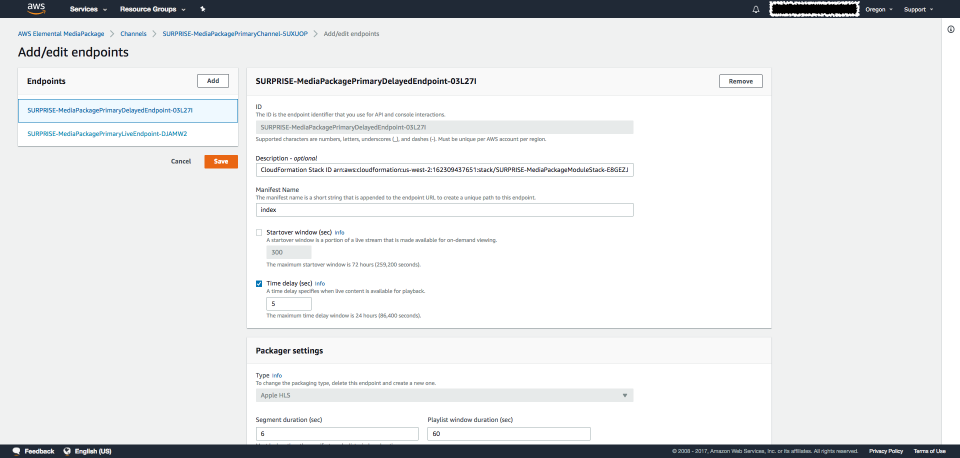 aws
Services
Resource Groups
Oregon
Support
AWS Elemental MediaPackage
Channels
SURPRISE-MediaPackagePrimaryChannel-SUXUOP
Add/edit endpoints
Add/edit endpoints
Endpoints
Add
SURPRISE-MediaPackagePrimaryDelayedEndpoint-03L27I
SURPRISE-MediaPackagePrimaryLiveEndpoint-DJAMW2
Cancel
Save
SURPRISE-MediaPackagePrimaryDelayedEndpoint-03L27I
Remove
ID
The ID is the endpoint identifier that you use for API and console interactions.
SURPRISE-MediaPackagePrimaryDelayedEndpoint-03L27I
Supported characters are numbers, letters, underscores (_), and dashes (-). Must be unique per AWS account per region.
Description - optional
CloudFormation Stack ID arn:aws:cloudformation:us-west-2:162309437651:stack/SURPRISE-MediaPackageModuleStack-E8GEZJ
Manifest Name
The manifest name is a short string that is appended to the endpoint URL to create a unique path to this endpoint.
index
Startover window (sec) Info
A startover window is a portion of a live stream that is made available for on-demand viewing.
300
The maximum startover window is 72 hours (259,200 seconds).
Time delay (sec) Info
A time delay specifies when live content is available for playback.
5
The maximum time delay window is 24 hours (86,400 seconds).
Packager settings
Type Info
To change the packaging type, delete this endpoint and create a new one.
Apple HLS
Segment duration (sec)
Playlist window duration (sec)
6
60
Feedback
English (US)
© 2008 - 2017, Amazon Web Services, Inc. or its affiliates. All rights reserved.
Privacy Policy
Terms of Use